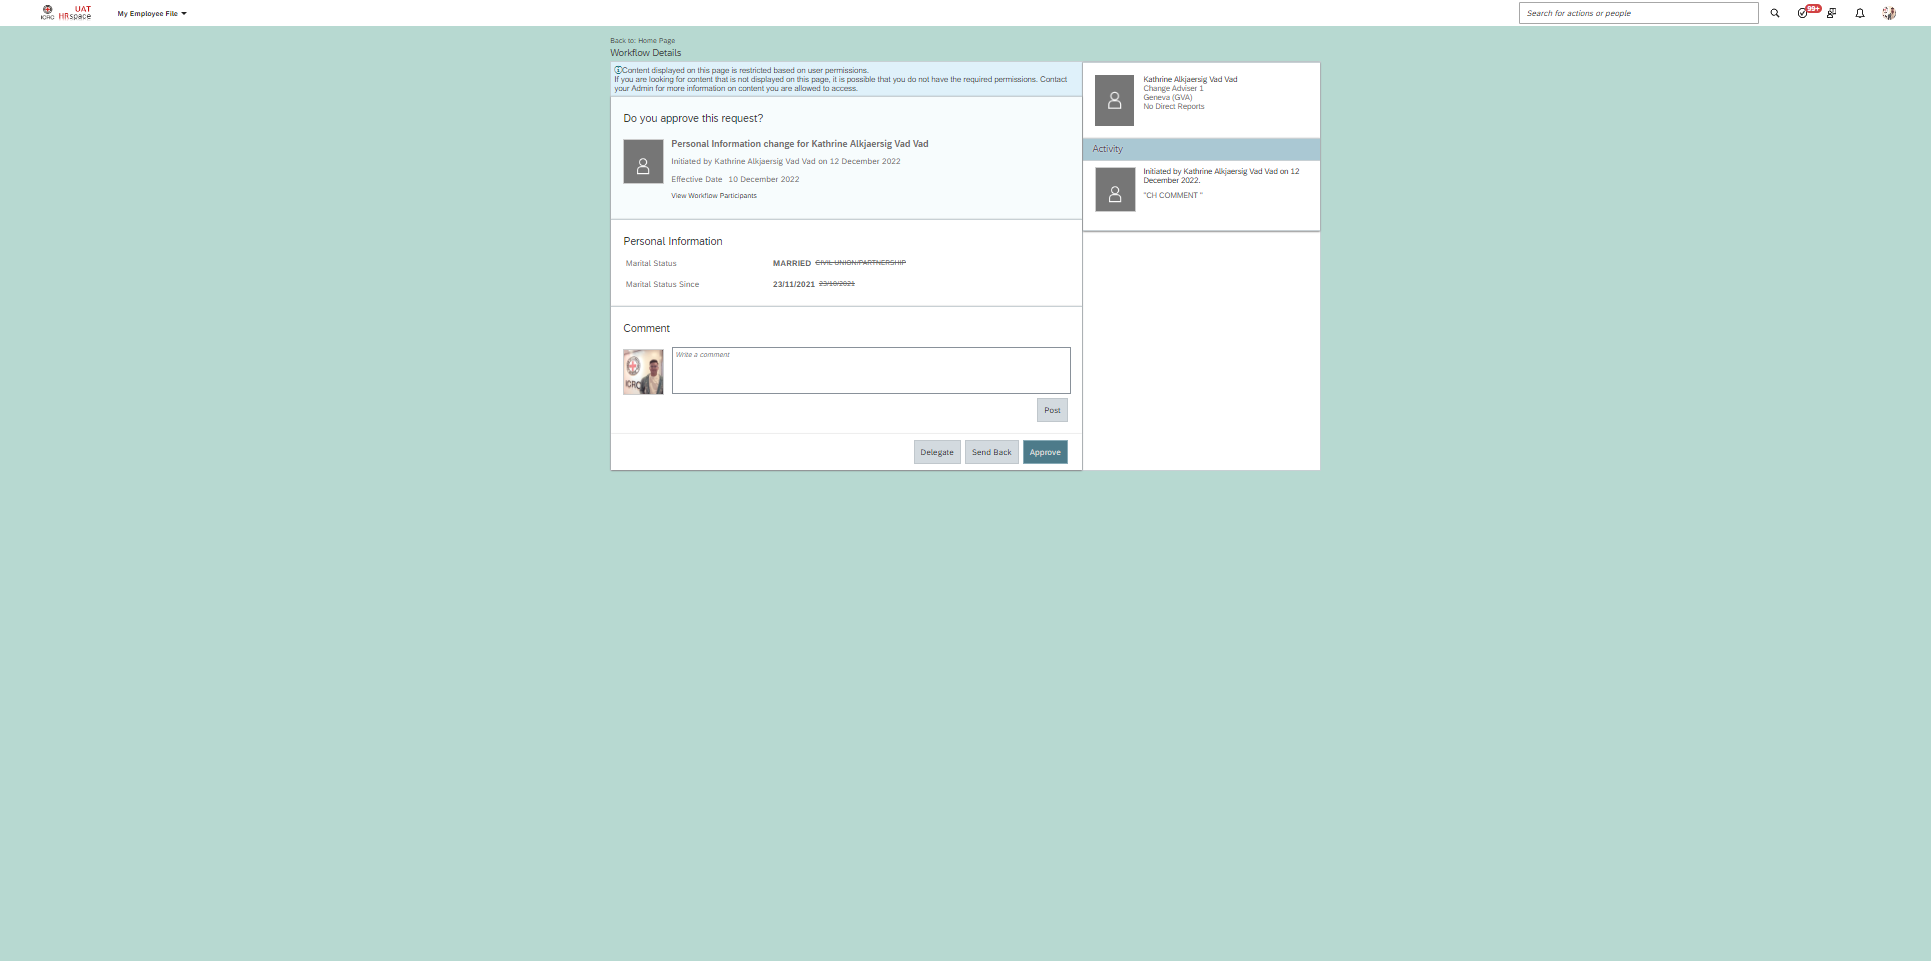 ICRC
UAT
HRspace
My Employee File
Search for actions or people
99+
Back to: Home Page
Workflow Details
Content displayed on this page is restricted based on user permissions.
If you are looking for content that is not displayed on this page, it is possible that you do not have the required permissions. Contact
your Admin for more information on content you are allowed to access.
Do you approve this request?
Personal Information change for Kathrine Alkjaersig Vad Vad
Initiated by Kathrine Alkjaersig Vad Vad on 12 December 2022
Effective Date 10 December 2022
View Workflow Participants
Personal Information
Marital Status MARRIED CIVIL UNION/PARTNERSHIP
Marital Status Since 23/11/2021 23/10/2021
Comment
ICRC
Write a comment
Post
Delegate Send Back Approve
Kathrine Alkjaersig Vad Vad
Change Adviser 1
Geneva (GVA)
No Direct Reports
Activity
Initiated by Kathrine Alkjaersig Vad Vad on 12
December 2022.
"CH COMMENT "